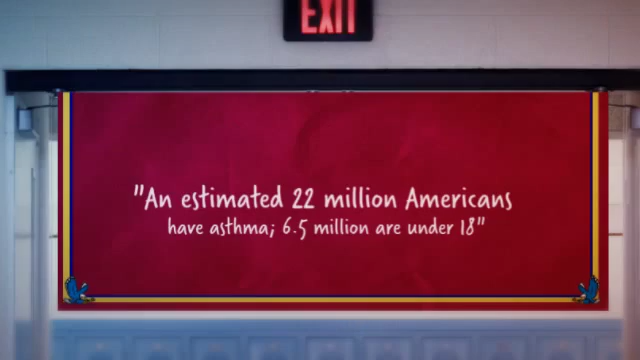 EXIT
"An estimated 22 million Americans
have asthma; 6.5 million are under 18"